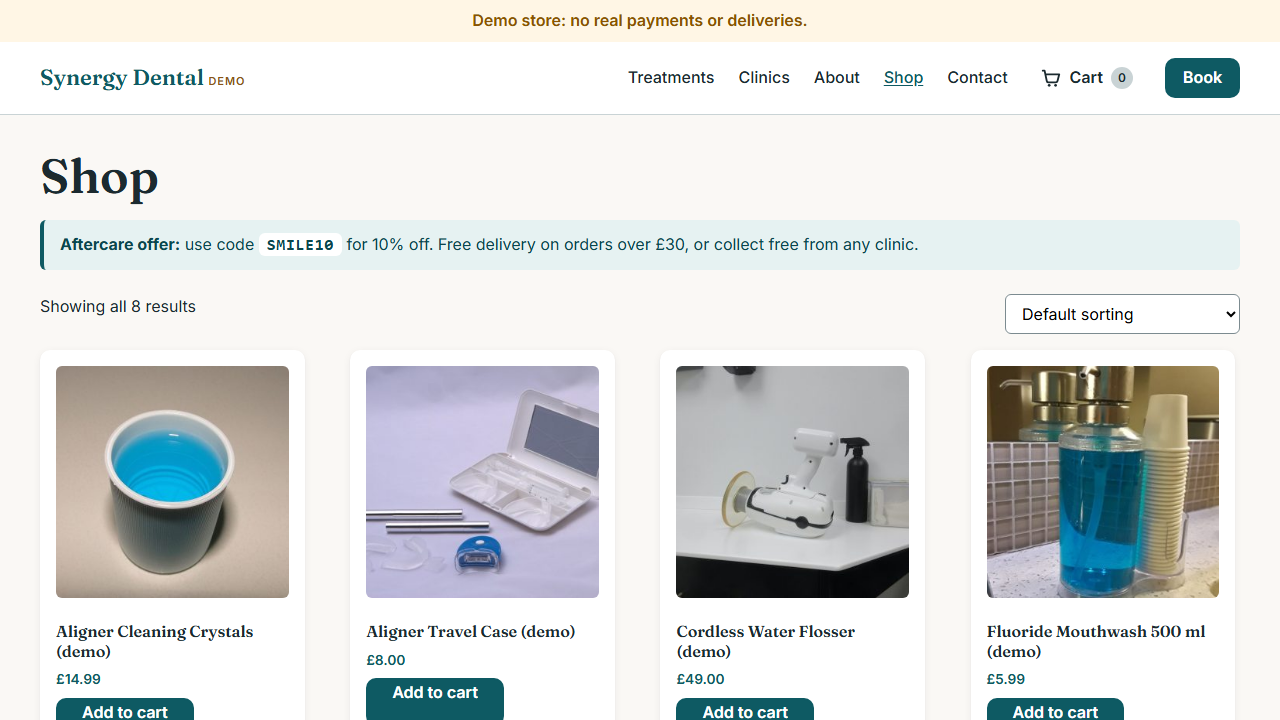 Demo store: no real payments or deliveries.
Synergy Dental DEMO
Treatments
Clinics
About
Shop
Contact
Cart 0
Book
Shop
Aftercare offer: use code SMILE10 for 10% off. Free delivery on orders over £30, or collect free from any clinic.
Showing all 8 results
Default sorting
Aligner Cleaning Crystals
(demo)
£14.99
Add to cart
Aligner Travel Case (demo)
£8.00
Add to cart
Cordless Water Flosser
(demo)
£49.00
Add to cart
Fluoride Mouthwash 500 ml
(demo)
£5.99
Add to cart